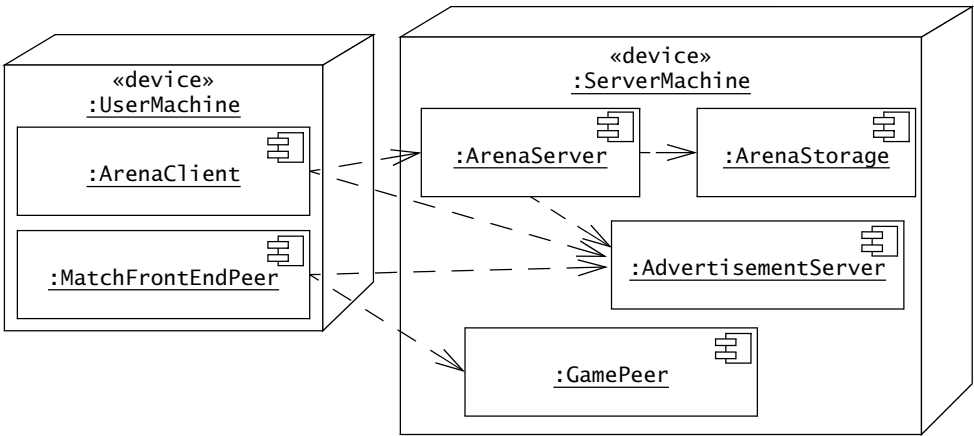 «device»
:UserMachine
:ArenaClient
:MatchFrontEndPeer
«device»
:ServerMachine
:ArenaServer
:ArenaStorage
:AdvertisementServer
:GamePeer